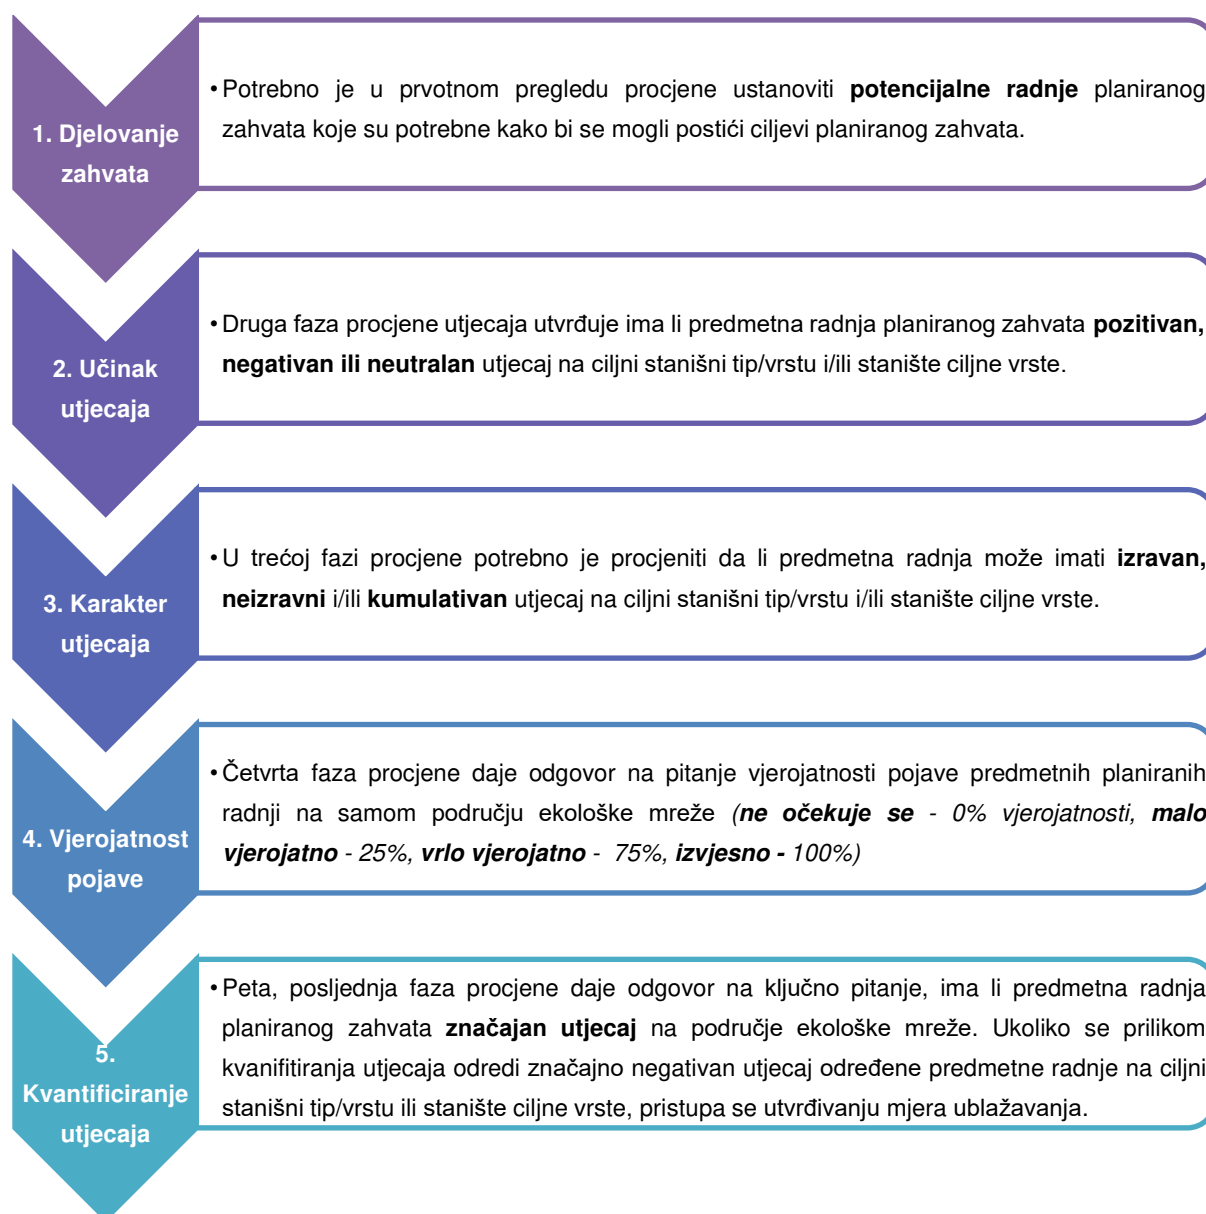 1. Djelovanje
zahvata
•Potrebno je u prvotnom pregledu procjene ustanoviti potencijalne radnje planiranog
zahvata koje su potrebne kako bi se mogli postići ciljevi planiranog zahvata.
2. Učinak
utjecaja
•Druga faza procjene utjecaja utvrđuje ima li predmetna radnja planiranog zahvata pozitivan,
negativan ili neutralan utjecaj na ciljni stanišni tip/vrstu i/ili stanište ciljne vrste.
3. Karakter
utjecaja
•U trećoj fazi procjene potrebno je procjeniti da li predmetna radnja može imati izravan,
neizravni i/ili kumulativan utjecaj na ciljni stanišni tip/vrstu i/ili stanište ciljne vrste.
4. Vjerojatnost
pojave
•Četvrta faza procjene daje odgovor na pitanje vjerojatnosti pojave predmetnih planiranih
radnji na samom području ekološke mreže (ne očekuje se - 0% vjerojatnosti, malo
vjerojatno - 25%, vrlo vjerojatno - 75%, izvjesno - 100%)
5.
Kvantificiranje
utjecaja
•Peta, posljednja faza procjene daje odgovor na ključno pitanje, ima li predmetna radnja
planiranog zahvata značajan utjecaj na područje ekološke mreže. Ukoliko se prilikom
kvanifitiranja utjecaja odredi značajno negativan utjecaj određene predmetne radnje na ciljni
stanišni tip/vrstu ili stanište ciljne vrste, pristupa se utvrđivanju mjera ublažavanja.